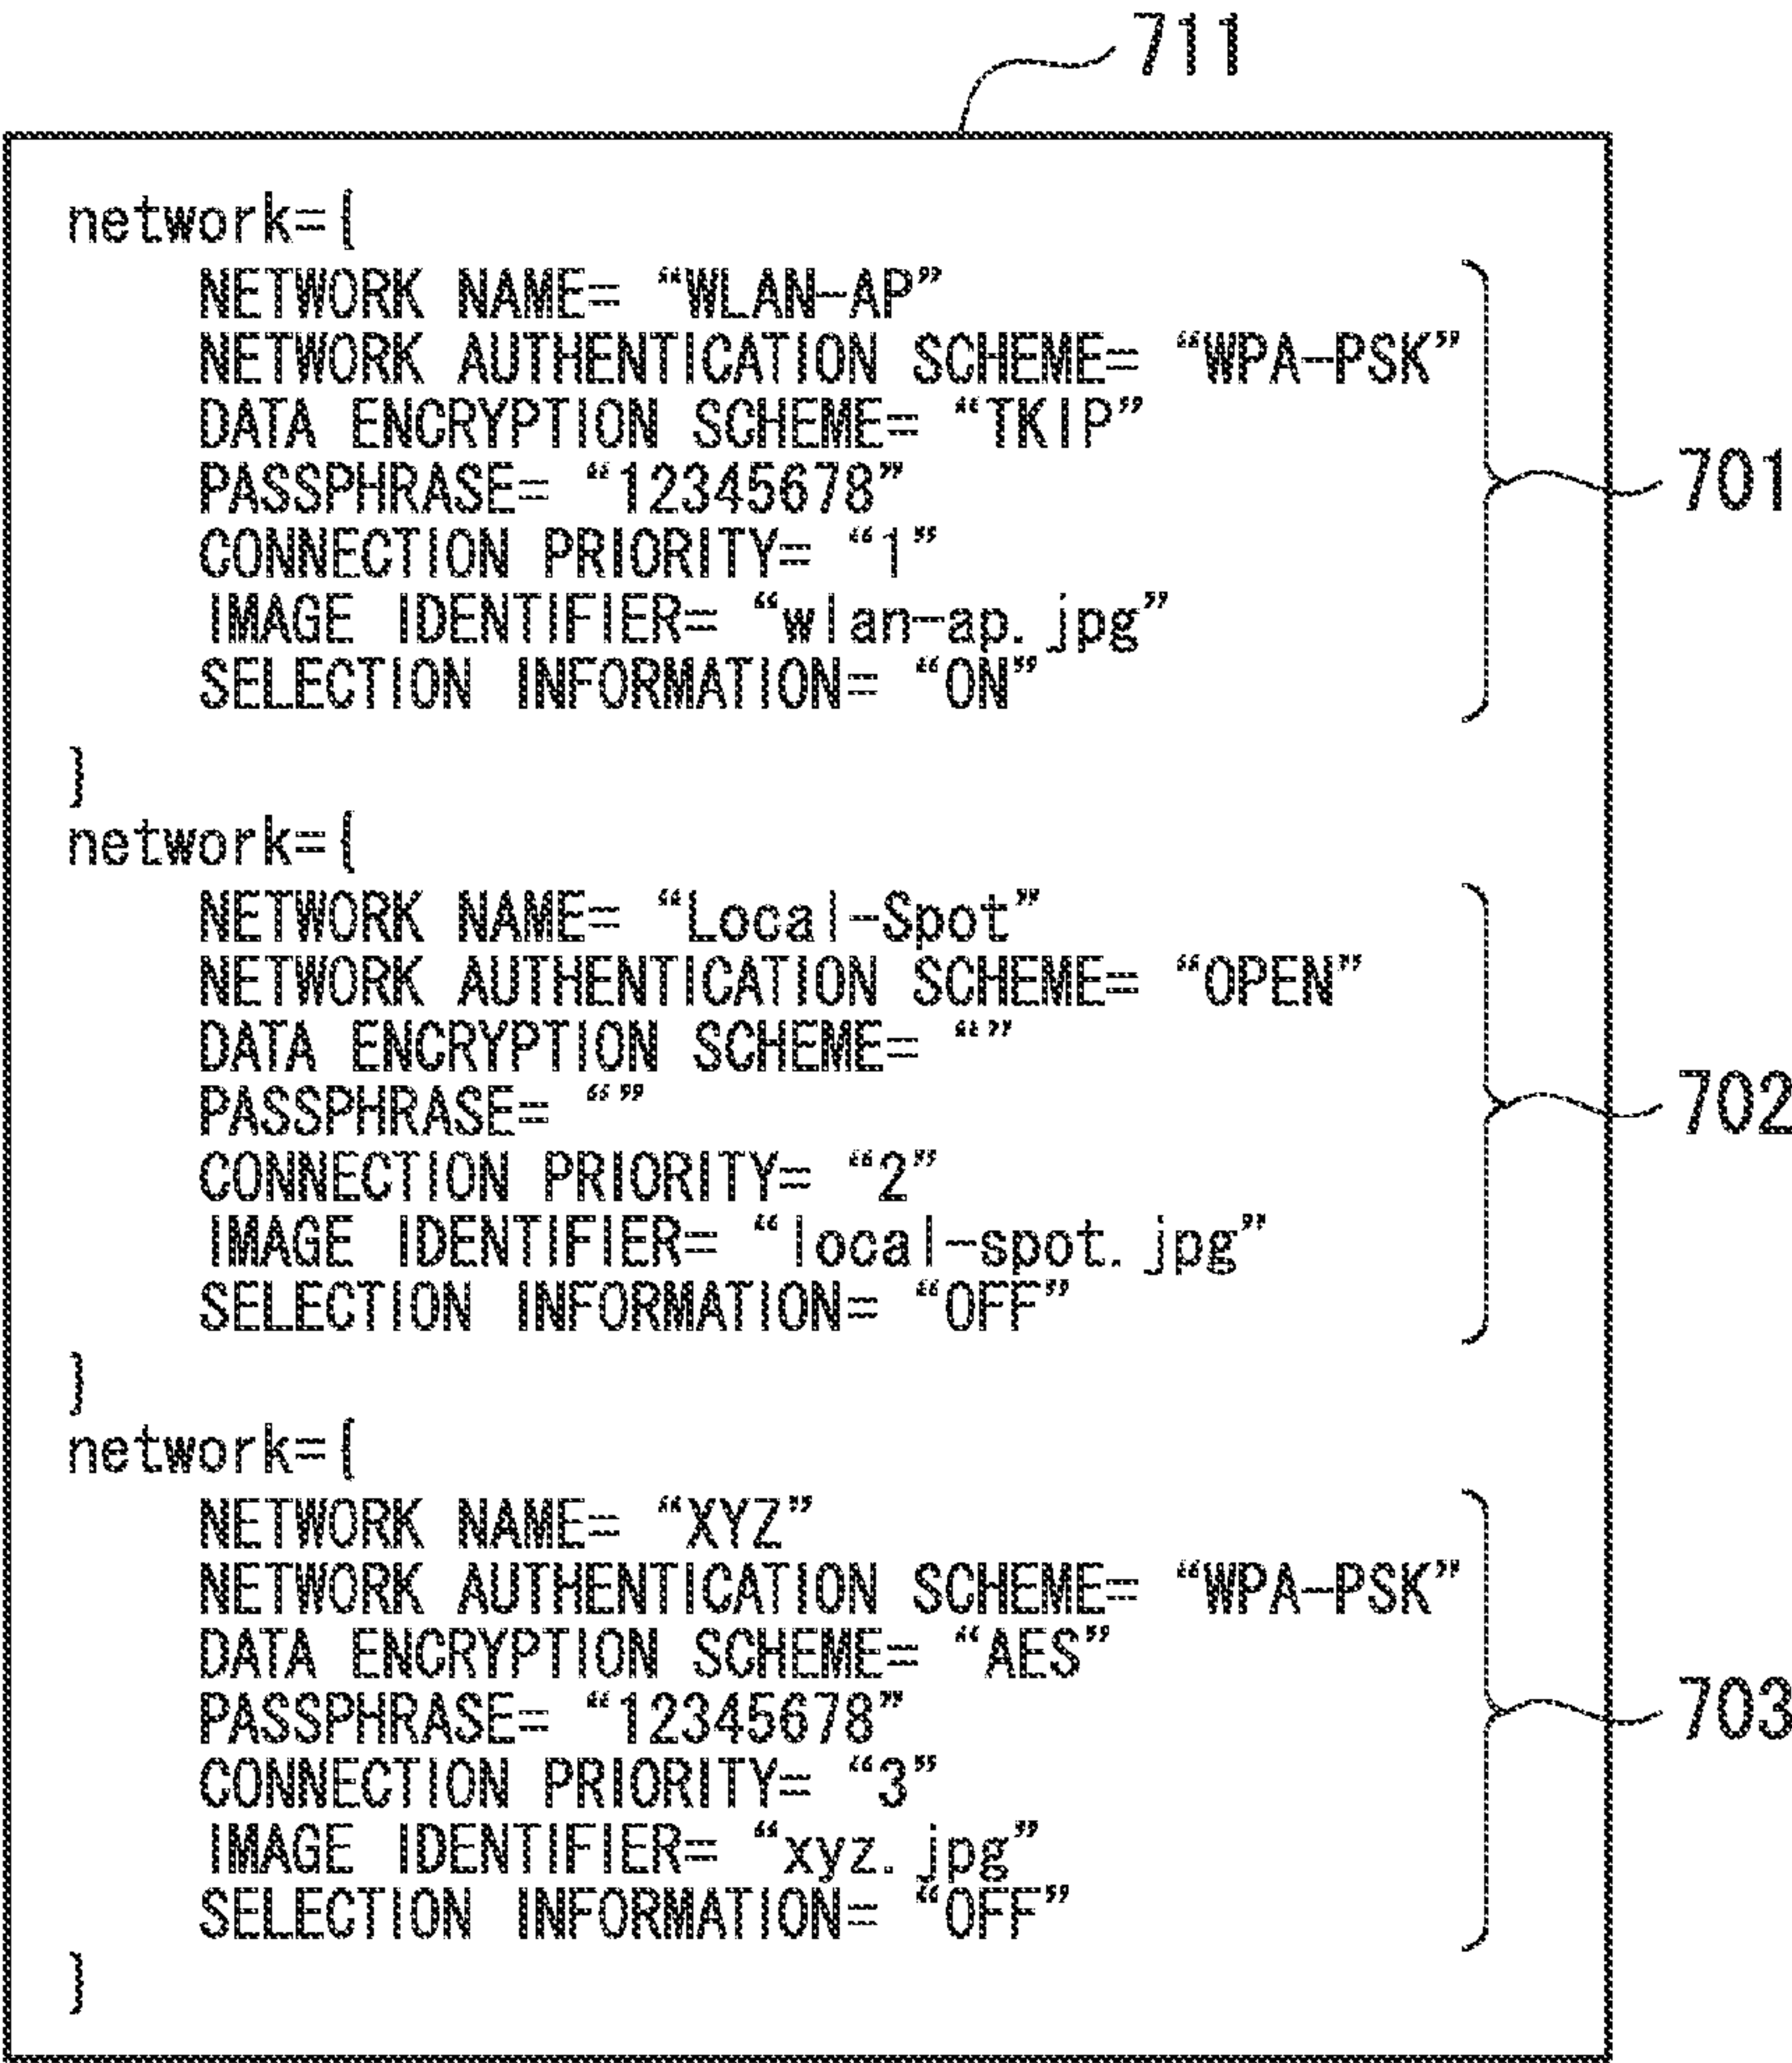 711
network={
NETWORK NAME= “WLAN-AP”
NETWORK AUTHENTICATION SCHEME= “WPA-PSK”
DATA ENCRYPTION SCHEME= “TKIP”
PASSPHRASE= “12345678”
701
CONNECTION PRIORITY= “1”
IMAGE IDENTIFIER= “wlan-ap.jpg”
SELECTION INFORMATION= “ON”
}
network={
NETWORK NAME= “Local-Spot”
NETWORK AUTHENTICATION SCHEME= “OPEN”
DATA ENCRYPTION SCHEME= “”
PASSPHRASE= “”
702
CONNECTION PRIORITY= “2”
IMAGE IDENTIFIER= “local-spot.jpg”
SELECTION INFORMATION= “OFF”
}
network={
NETWORK NAME= “XYZ”
NETWORK AUTHENTICATION SCHEME= “WPA-PSK”
DATA ENCRYPTION SCHEME= “AES”
PASSPHRASE= “12345678”
703
CONNECTION PRIORITY= “3”
IMAGE IDENTIFIER= “xyz.jpg”
SELECTION INFORMATION= “OFF”
}